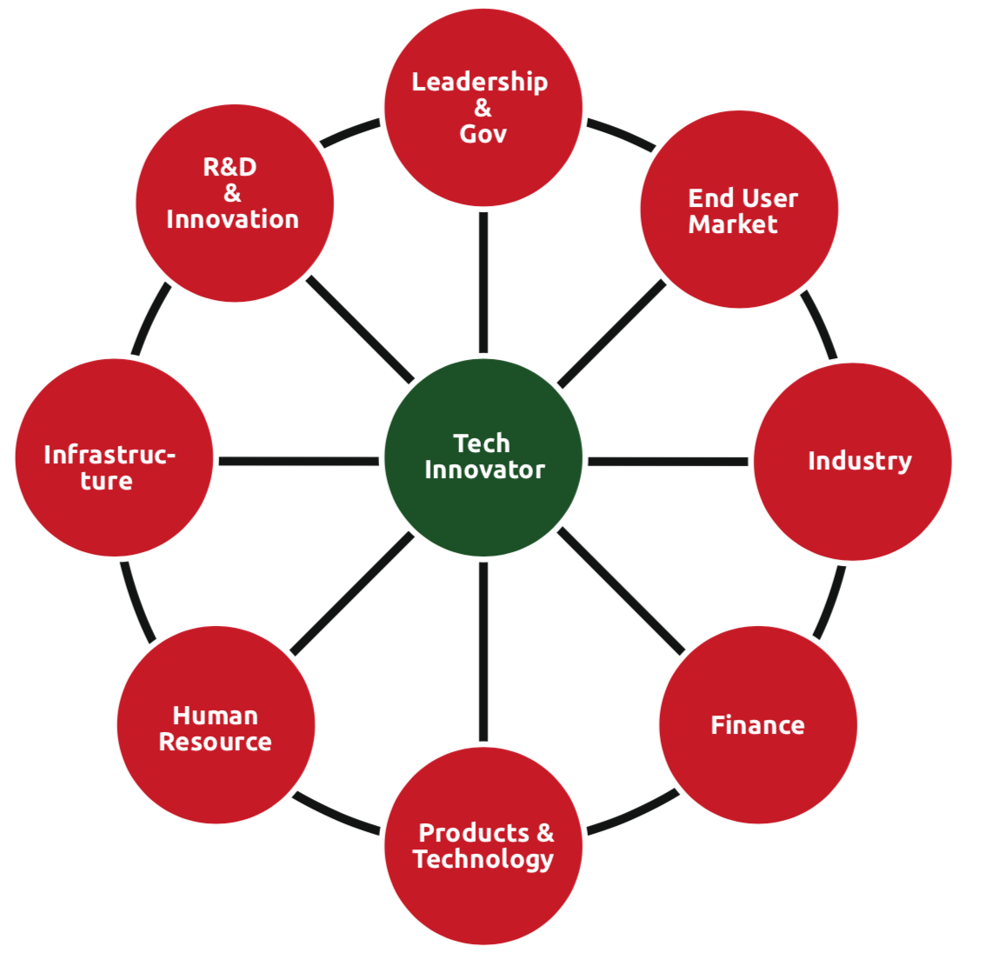 Leadership
&
Gov
R&D
&
Innovation
End User
Market
Infrastruc-
ture
Tech
Innovator
Industry
Human
Resource
Finance
Products &
Technology